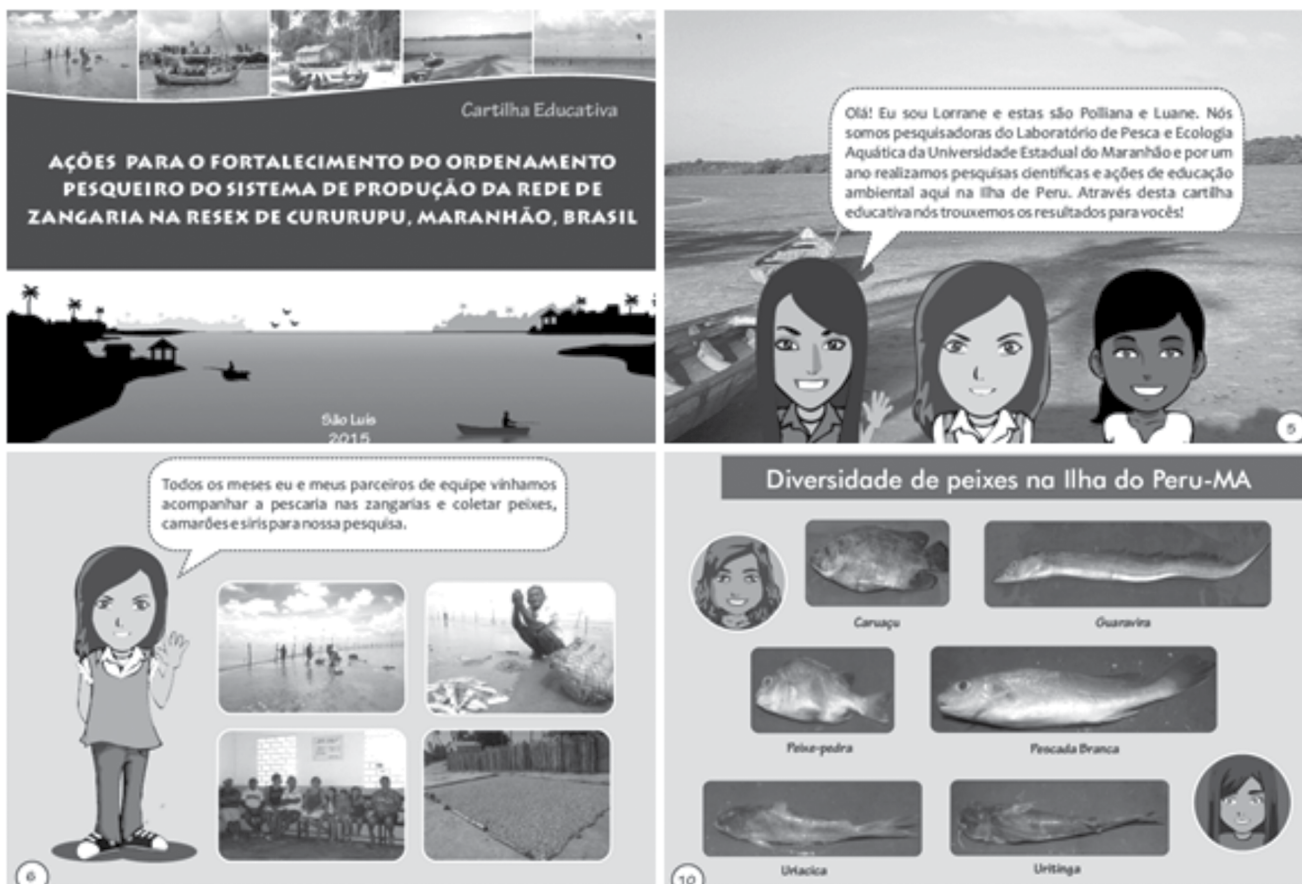 Cartilha Educativa
AÇÕES PARA O FORTALECIMENTO DO ORDENAMENTO
PESQUEIRO DO SISTEMA DE PRODUÇÃO DA REDE DE
ZANGARIA NA RESEX DE CURURUPU, MARANHÃO, BRASIL
São Luís
2015
Olá! Eu sou Lorrane e estas são Polliana e Luane. Nós
somos pesquisadoras do Laboratório de Pesca e Ecologia
Aquática da Universidade Estadual do Maranhão e por um
ano realizamos pesquisas científicas e ações de educação
ambiental aqui na Ilha de Peru. Através desta cartilha
educativa nós trouxemos os resultados para vocês!
5
Todos os meses eu e meus parceiros de equipe vínhamos
acompanhar a pescaria nas zangarias e coletar peixes,
camarões e siris para nossa pesquisa.
6
Diversidade de peixes na Ilha do Peru-MA
Caruaçu
Guaravira
Peixe-pedra
Pescada Branca
Uriacica
Uritinga
10